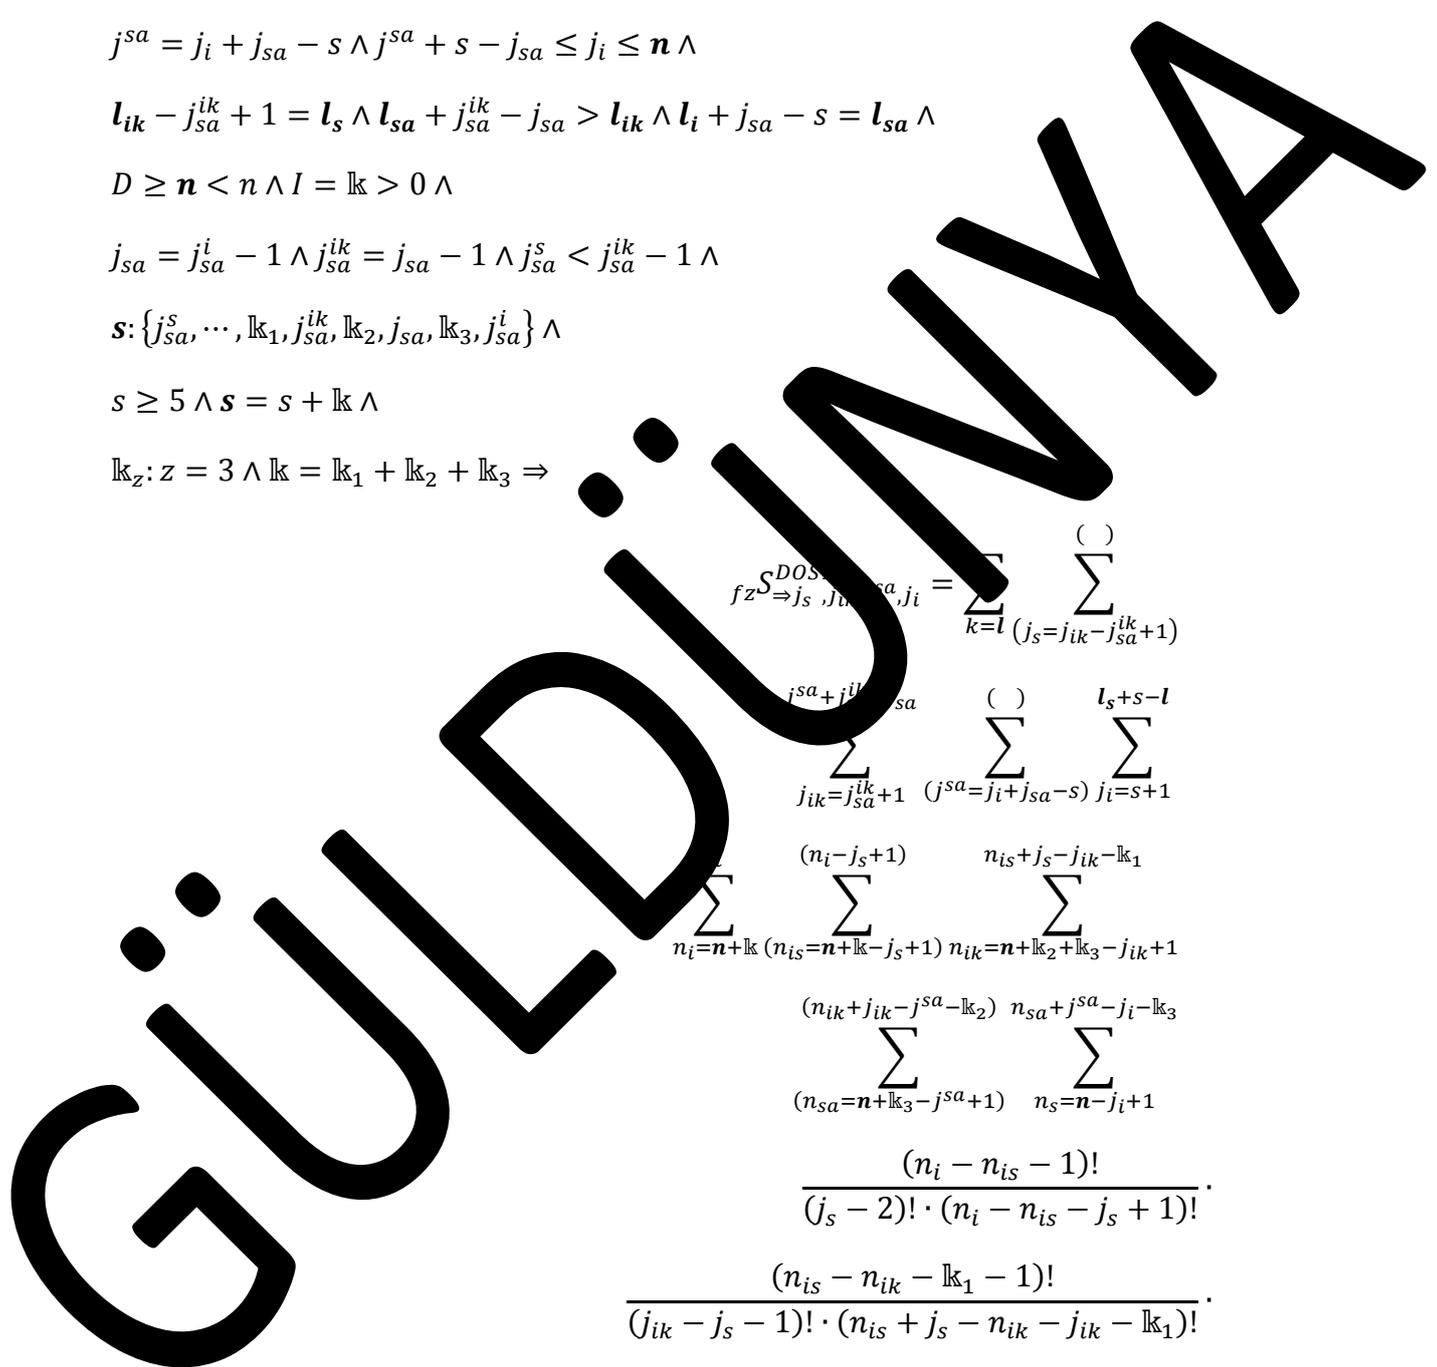 j^{sa} = j_i + j_{sa} − s ∧ j^{sa} + s − j_{sa} ≤ j_i ≤ 𝒏 ∧
𝒍_{𝒊𝒌} − j_{sa}^{ik} + 1 = 𝒍_𝒔 ∧ 𝒍_{𝒔𝒂} + j_{sa}^{ik} − j_{sa} > 𝒍_{𝒊𝒌} ∧ 𝒍_𝒊 + j_{sa} − s = 𝒍_{𝒔𝒂} ∧
D ≥ 𝒏 < n ∧ I = 𝕜 > 0 ∧
j_{sa} = j_{sa}^{i} − 1 ∧ j_{sa}^{ik} = j_{sa} − 1 ∧ j_{sa}^{s} < j_{sa}^{ik} − 1 ∧
𝒔: {j_{sa}^{s}, ⋯, 𝕜_1, j_{sa}^{ik}, 𝕜_2, j_{sa}, 𝕜_3, j_{sa}^{i}} ∧
s ≥ 5 ∧ 𝒔 = s + 𝕜 ∧
𝕜_z: z = 3 ∧ 𝕜 = 𝕜_1 + 𝕜_2 + 𝕜_3 ⇒
= ∑_{k=𝒍} ∑_{(j_s=j_{ik}−j_{sa}^{ik}+1)}^{( )}
∑_{j_{ik}=j_{sa}^{ik}+1} ∑_{(j^{sa}=j_i+j_{sa}−s)}^{( )} ∑_{j_i=s+1}^{𝒍_𝒔+s−𝒍}
∑_{n_i=𝒏+𝕜} ∑_{(n_{is}=𝒏+𝕜−j_s+1)}^{(n_i−j_s+1)} ∑_{n_{ik}=𝒏+𝕜_2+𝕜_3−j_{ik}+1}^{n_{is}+j_s−j_{ik}−𝕜_1}
∑_{(n_{sa}=𝒏+𝕜_3−j^{sa}+1)}^{(n_{ik}+j_{ik}−j^{sa}−𝕜_2)} ∑_{n_s=𝒏−j_i+1}^{n_{sa}+j^{sa}−j_i−𝕜_3}
(n_i − n_{is} − 1)!
(j_s − 2)! · (n_i − n_{is} − j_s + 1)! ·
(n_{is} − n_{ik} − 𝕜_1 − 1)!
(j_{ik} − j_s − 1)! · (n_{is} + j_s − n_{ik} − j_{ik} − 𝕜_1)! ·
GÜLDÜNYA